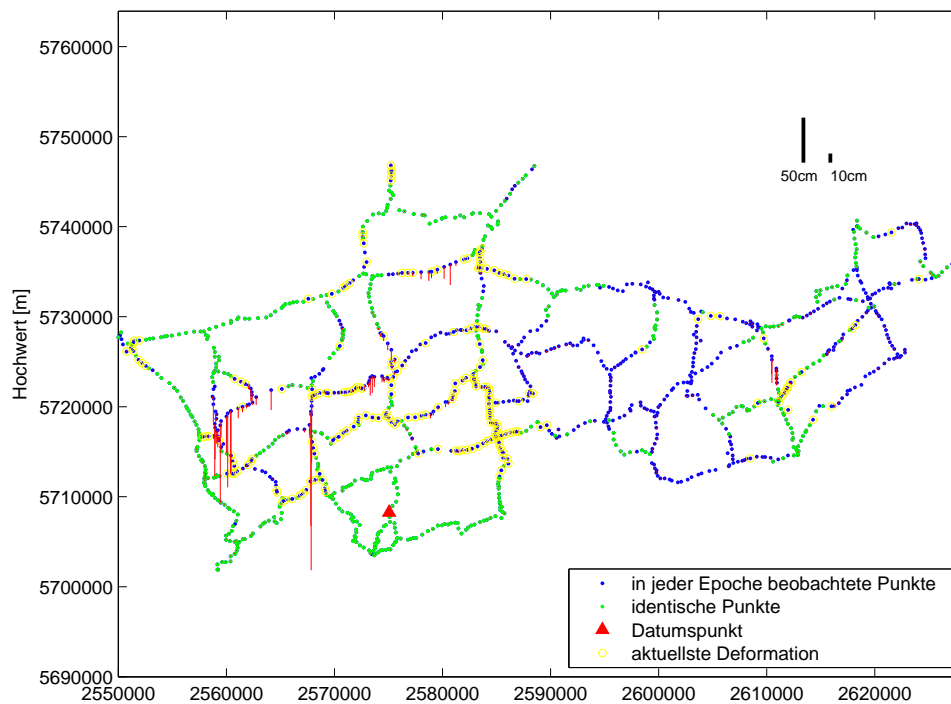 5760000
5750000
5740000
5730000
5720000
5710000
5700000
5690000
Hochwert [m]
50cm 10cm
in jeder Epoche beobachtete Punkte
identische Punkte
Datumspunkt
aktuellste Deformation
2550000 2560000 2570000 2580000 2590000 2600000 2610000 2620000